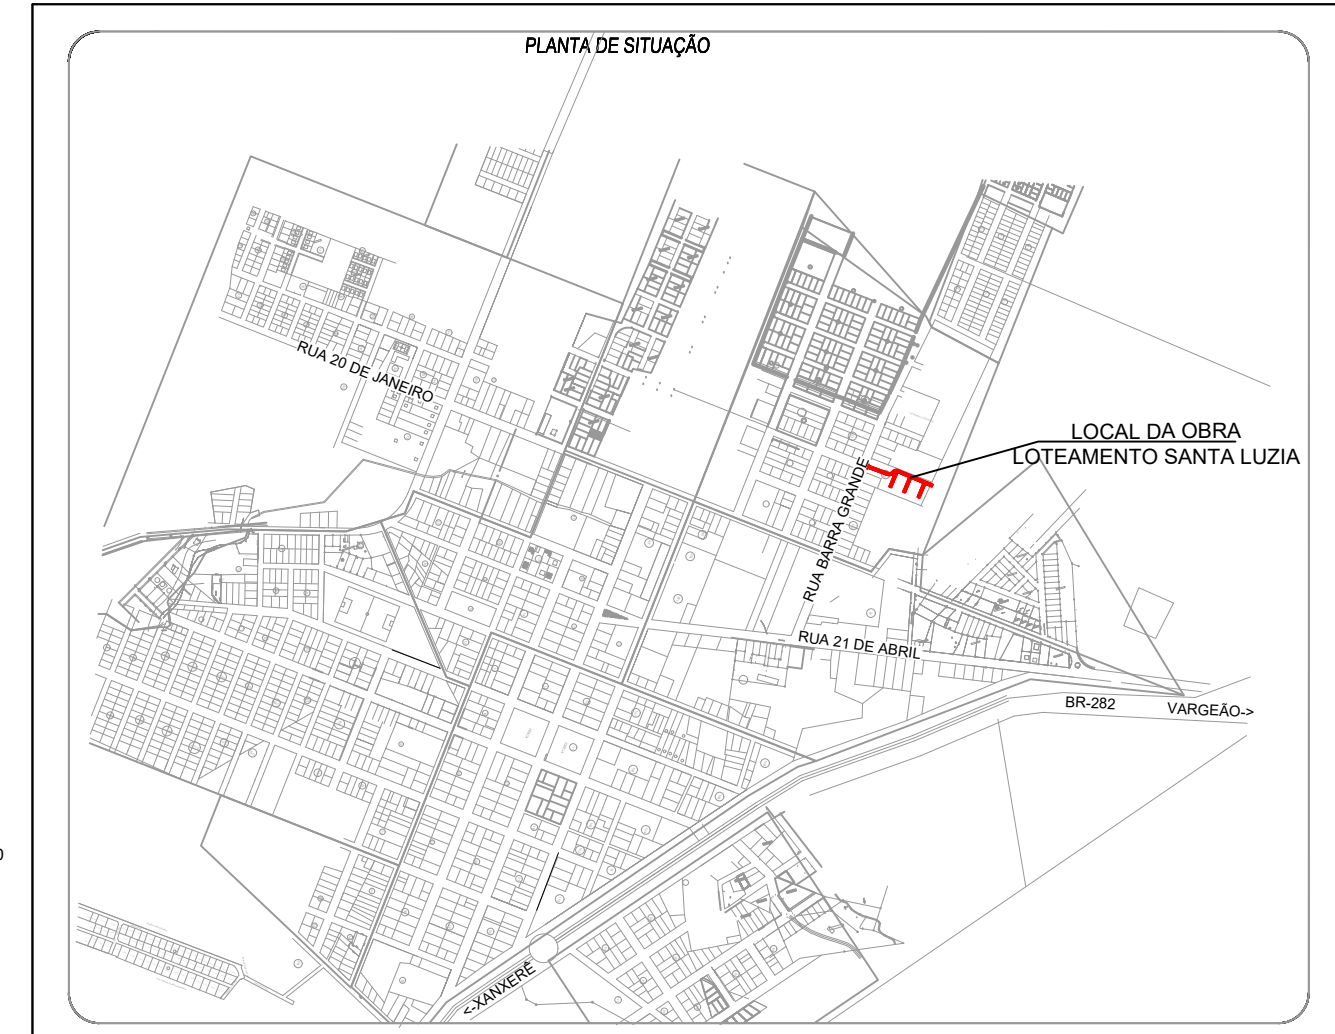 PLANTA DE SITUAÇÃO
RUA 20 DE JANEIRO
LOCAL DA OBRA
LOTEAMENTO SANTA LUZIA
RUA BARRA GRANDE
RUA 21 DE ABRIL
BR-282
VARGEÃO->
<-XANXERÊ